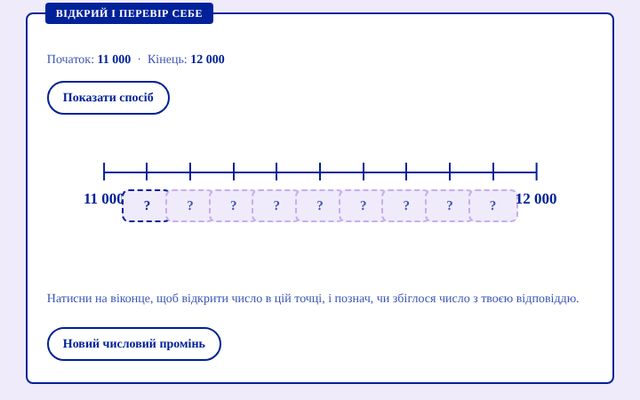 ВІДКРИЙ І ПЕРЕВІР СЕБЕ
Початок: 11 000 · Кінець: 12 000
Показати спосіб
11 000 ? ? ? ? ? ? ? ? ? 12 000
Натисни на віконце, щоб відкрити число в цій точці, і познач, чи збіглося число з твоєю відповіддю.
Новий числовий промінь